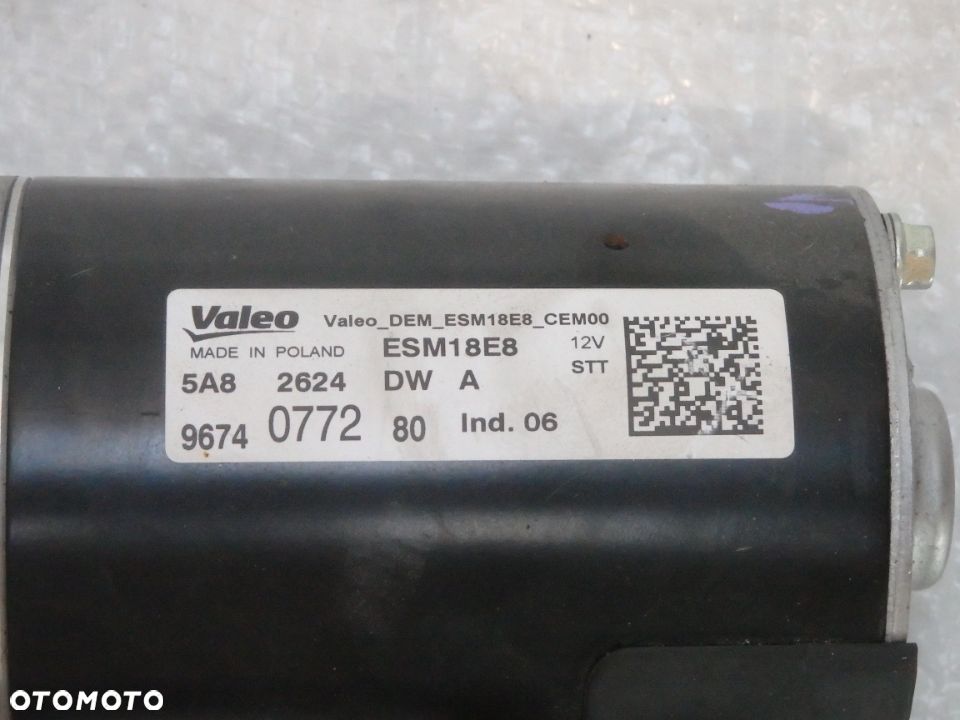 Valeo Valeo_DEM_ESM18E8_CEM00
MADE IN POLAND ESM18E8 12V
STT
5A8 2624 DW A
9674 0772 80 Ind. 06
OTOMOTO